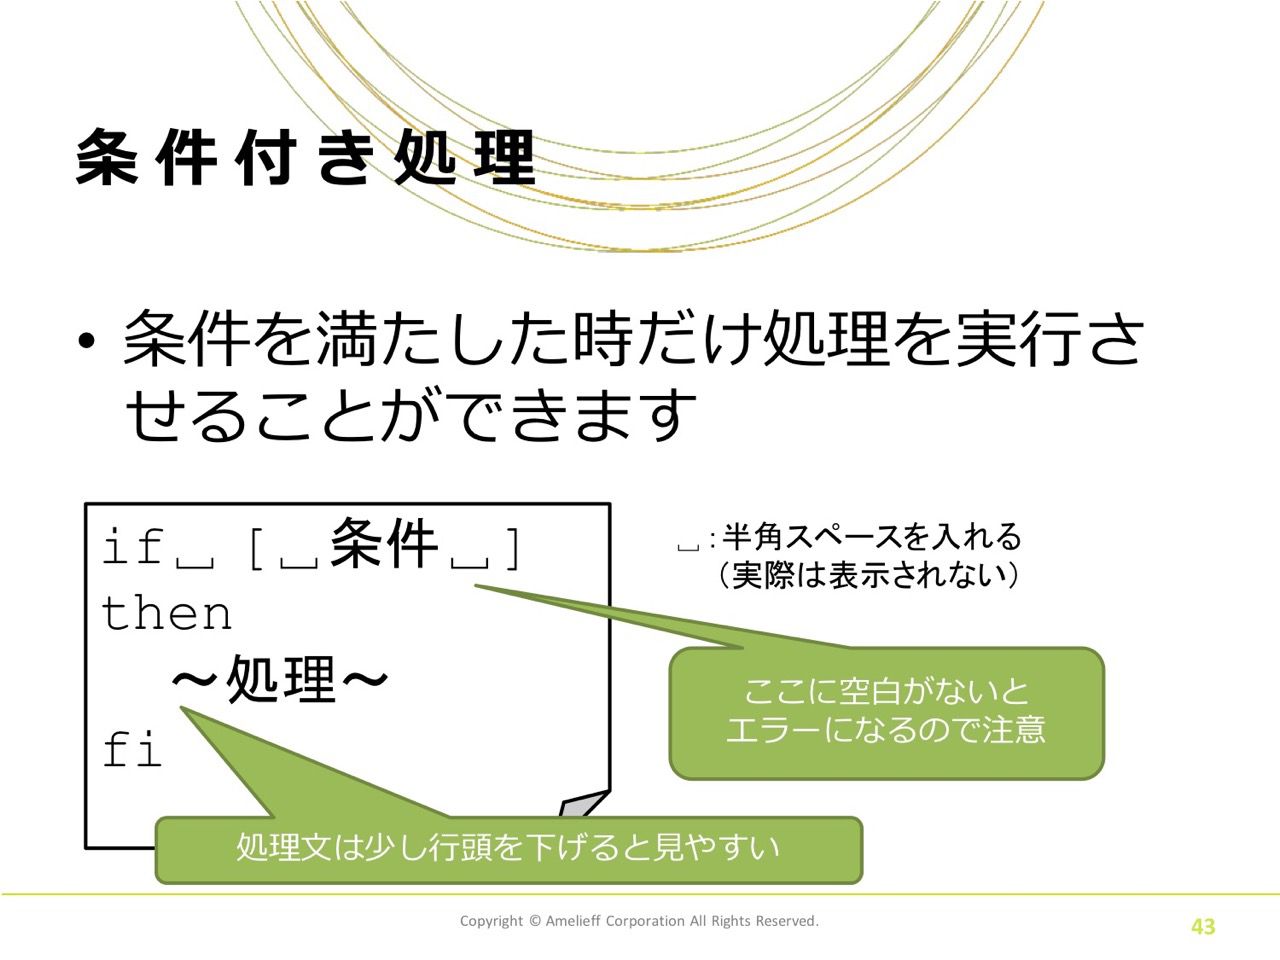 条件付き処理
• 条件を満たした時だけ処理を実行さ
せることができます
if␣[␣条件␣]
then
～処理～
fi
␣：半角スペースを入れる
（実際は表示されない）
ここに空白がないと
エラーになるので注意
処理文は少し行頭を下げると見やすい
Copyright © Amelieff Corporation All Rights Reserved.
43